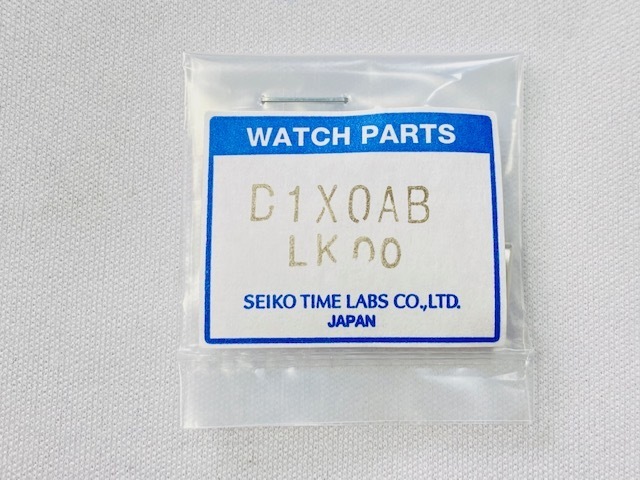 WATCH PARTS
D1X0AB
LK00
SEIKO TIME LABS CO.,LTD.
JAPAN